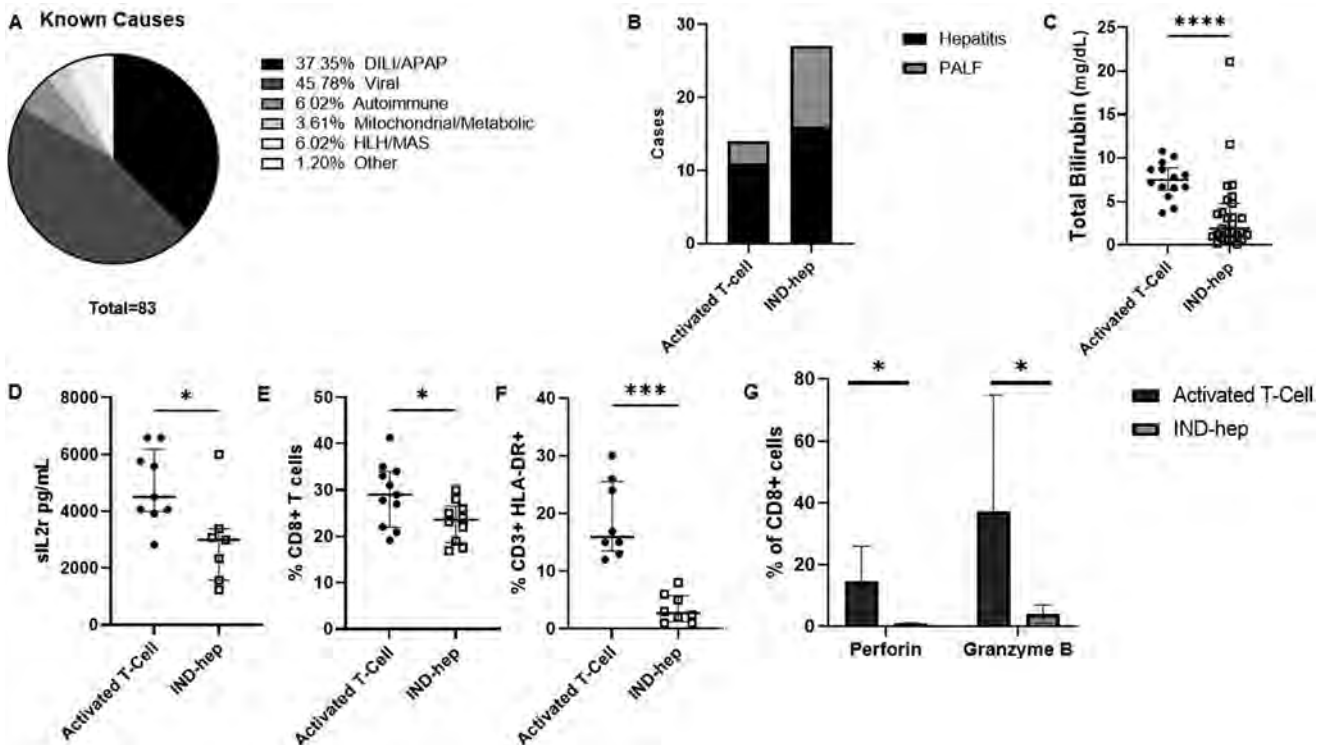 A Known Causes
37.35% DILI/APAP
45.78% Viral
6.02% Autoimmune
3.61% Mitochondrial/Metabolic
6.02% HLH/MAS
1.20% Other
Total=83
B
30
20
10
0
Cases
Activated T-cell
IND-hep
Hepatitis
PALF
C
****
25
20
15
10
5
0
Total Bilirubin (mg/dL)
Activated T-Cell
IND-hep
D
*
8000
6000
4000
2000
0
sIL2r pg/mL
Activated T-Cell
IND-hep
E
*
50
40
30
20
10
0
% CD8+ T cells
Activated T-Cell
IND-hep
F
***
40
30
20
10
0
% CD3+ HLA-DR+
Activated T-Cell
IND-hep
G
* *
80
60
40
20
0
% of CD8+ cells
Perforin Granzyme B
Activated T-Cell
IND-hep